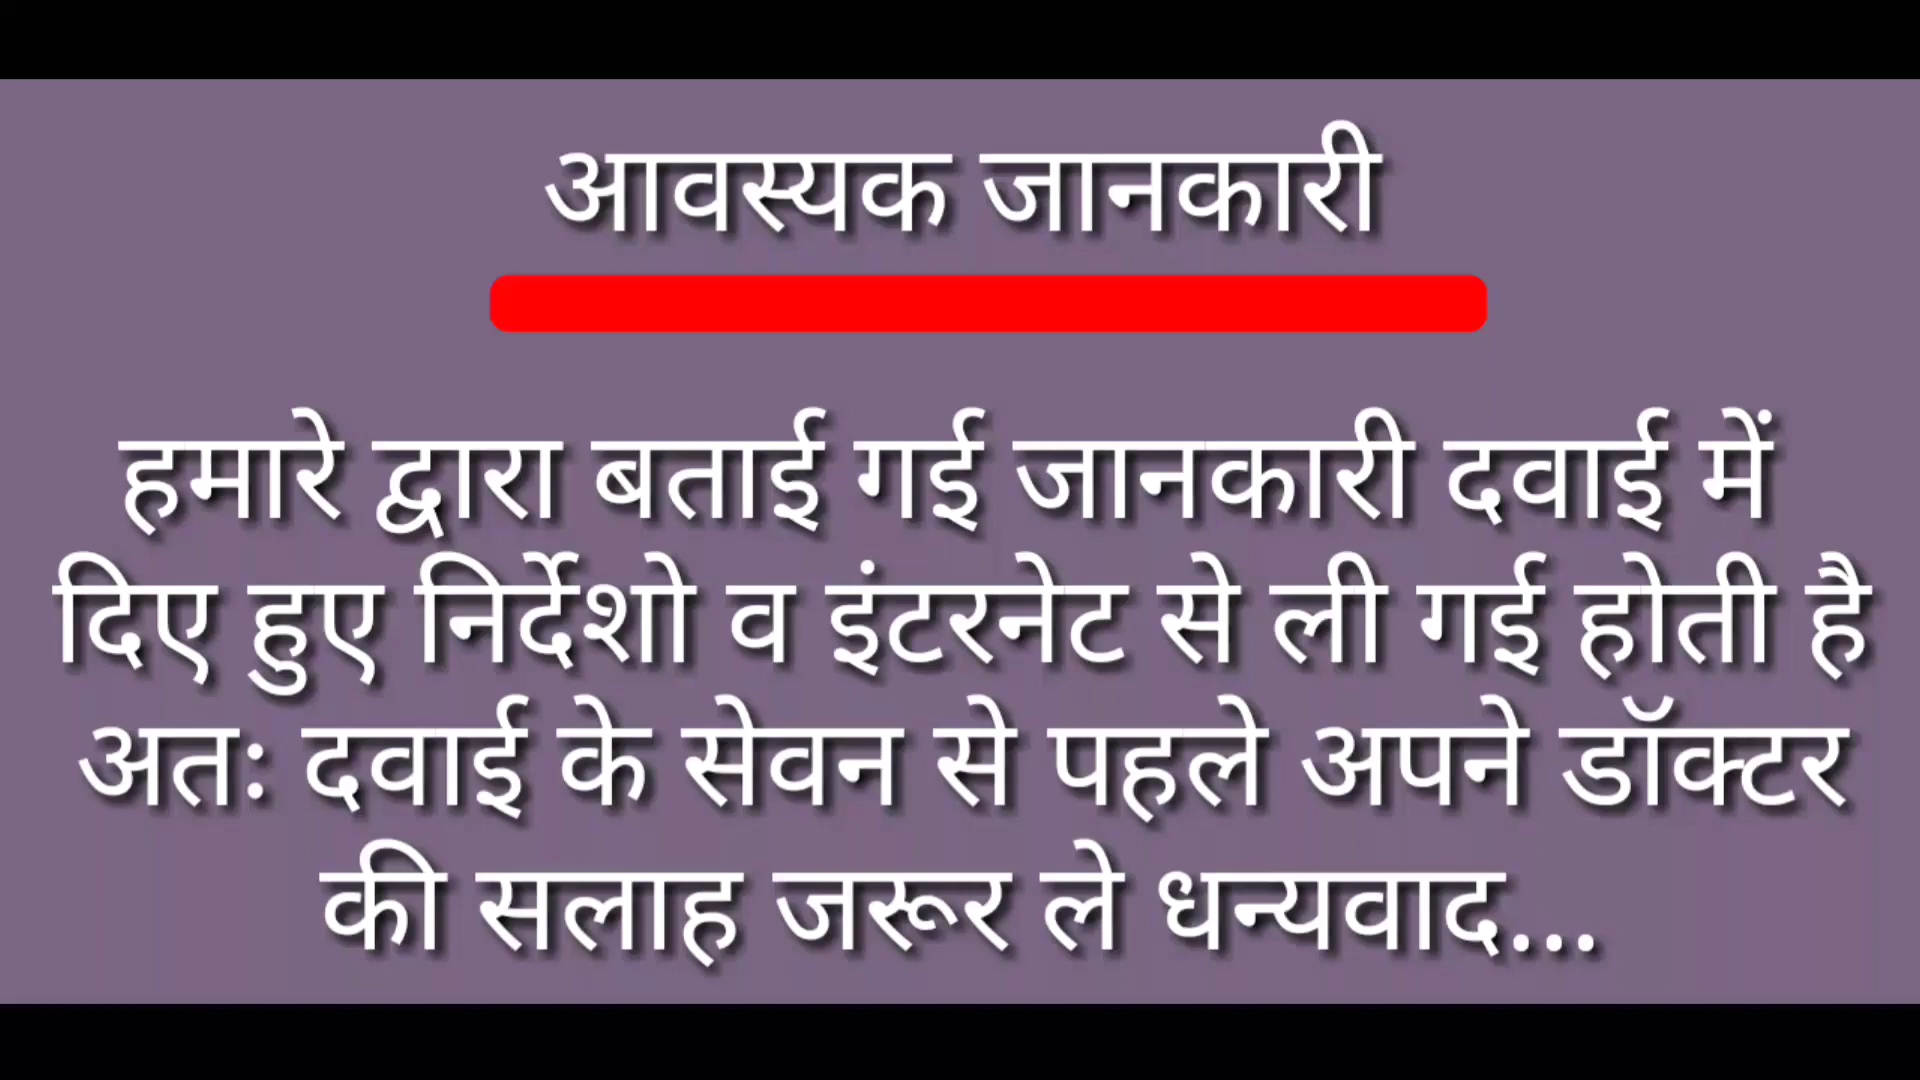 आवस्यक जानकारी
हमारे द्वारा बताई गई जानकारी दवाई में
दिए हुए निर्देशो व इंटरनेट से ली गई होती है
अतः दवाई के सेवन से पहले अपने डॉक्टर
की सलाह जरूर ले धन्यवाद...